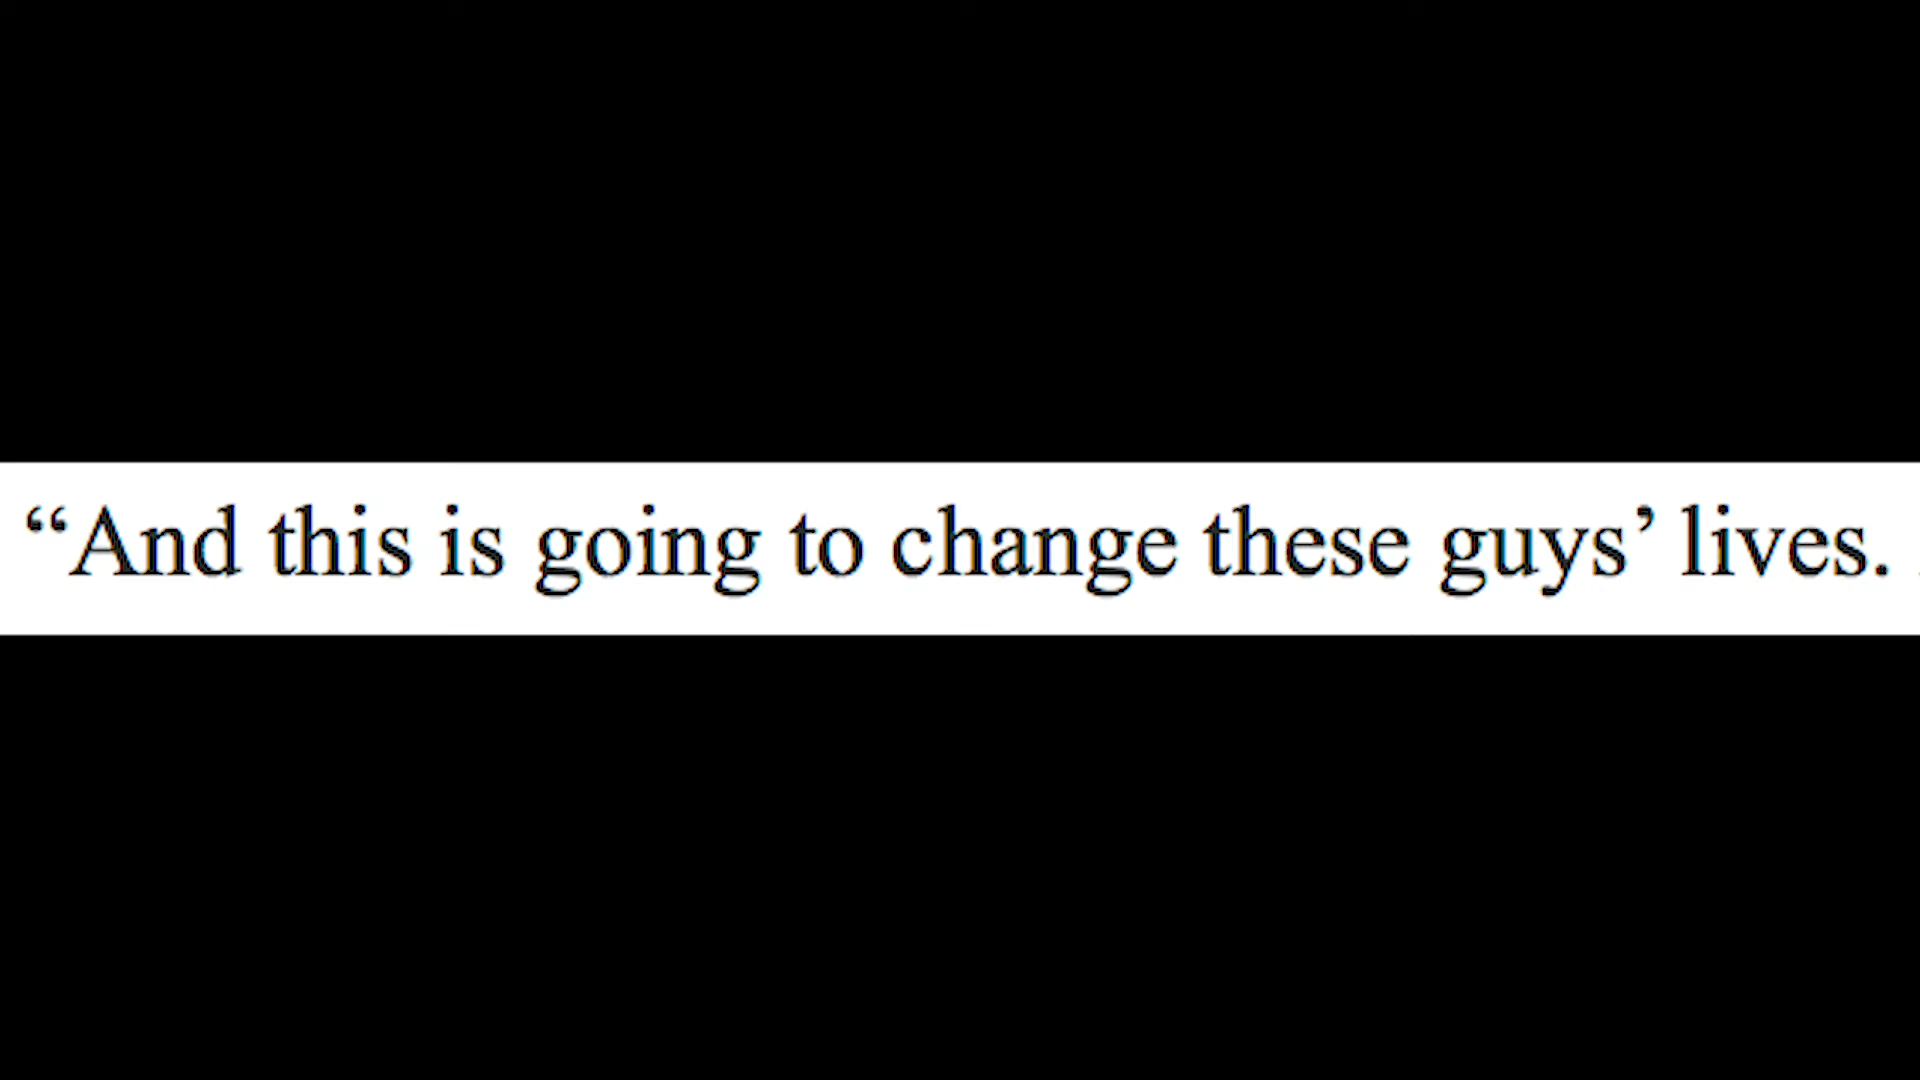 “And this is going to change these guys’ lives.